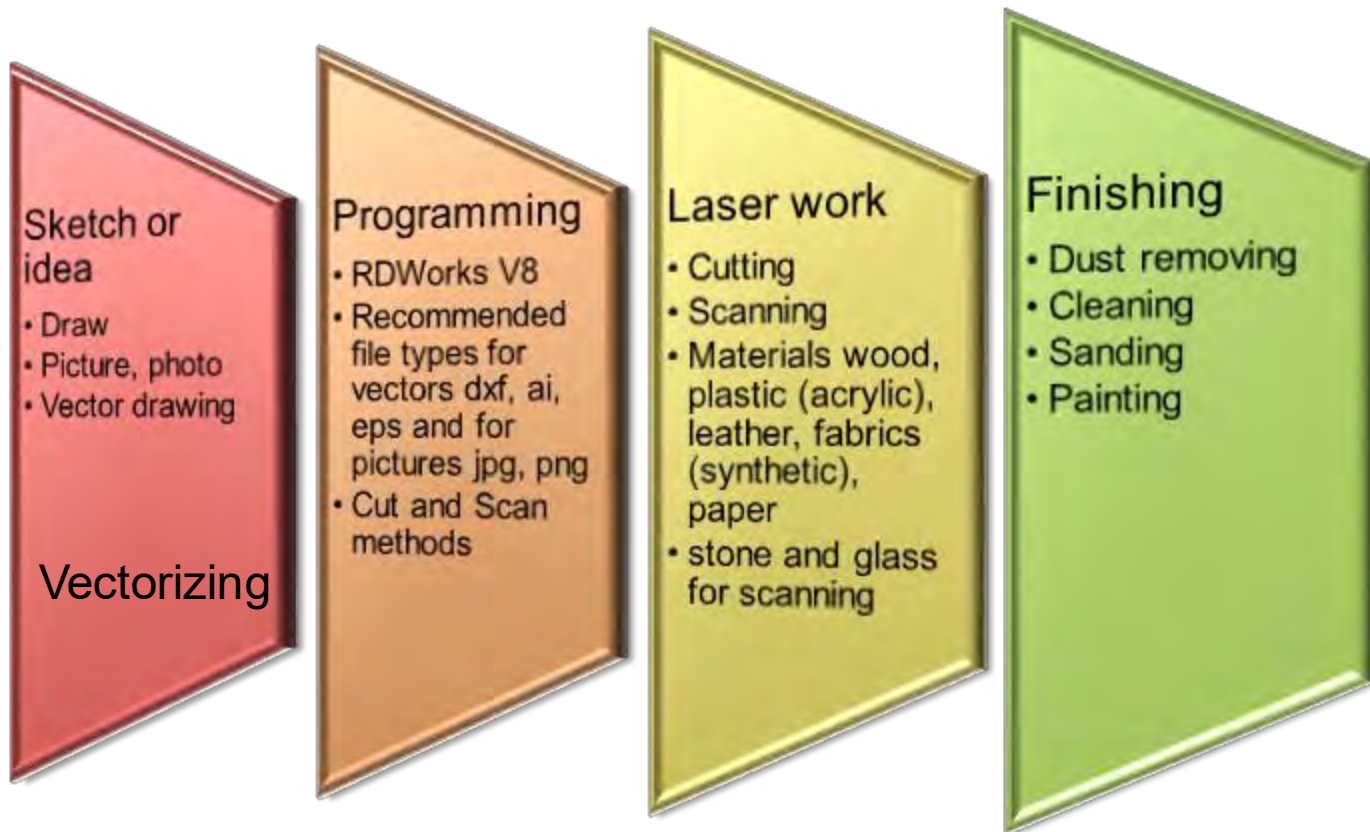 Sketch or
idea
• Draw
• Picture, photo
• Vector drawing
Vectorizing
Programming
• RDWorks V8
• Recommended
file types for
vectors dxf, ai,
eps and for
pictures jpg, png
• Cut and Scan
methods
Laser work
• Cutting
• Scanning
• Materials wood,
plastic (acrylic),
leather, fabrics
(synthetic),
paper
• stone and glass
for scanning
Finishing
• Dust removing
• Cleaning
• Sanding
• Painting